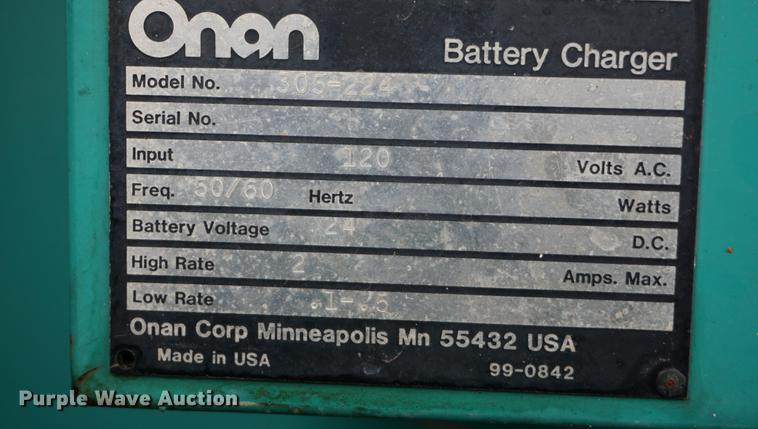 Onan
Battery Charger
Model No. 305-224
Serial No.
Input 120 Volts A.C.
Freq. 50/60 Hertz Watts
Battery Voltage 24 D.C.
High Rate 2 Amps. Max.
Low Rate .1-.5
Onan Corp Minneapolis Mn 55432 USA
Made in USA 99-0842
Purple Wave Auction